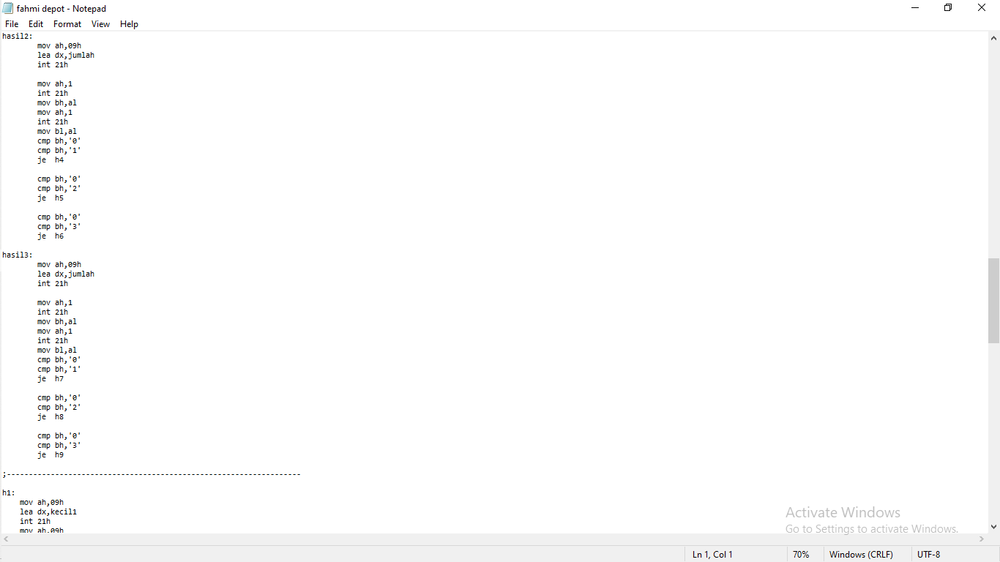 fahmi depot - Notepad
File Edit Format View Help
hasil2:
mov ah,09h
lea dx,jumlah
int 21h
mov ah,1
int 21h
mov bh,al
mov ah,1
int 21h
mov bl,al
cmp bh,'0'
cmp bh,'1'
je h4
cmp bh,'0'
cmp bh,'2'
je h5
cmp bh,'0'
cmp bh,'3'
je h6
hasil3:
mov ah,09h
lea dx,jumlah
int 21h
mov ah,1
int 21h
mov bh,al
mov ah,1
int 21h
mov bl,al
cmp bh,'0'
cmp bh,'1'
je h7
cmp bh,'0'
cmp bh,'2'
je h8
cmp bh,'0'
cmp bh,'3'
je h9
;-------------------------------------------------------------------
h1:
mov ah,09h
lea dx,kecil1
int 21h
mov ah,09h
Activate Windows
Go to Settings to activate Windows.
Ln 1, Col 1 70% Windows (CRLF) UTF-8